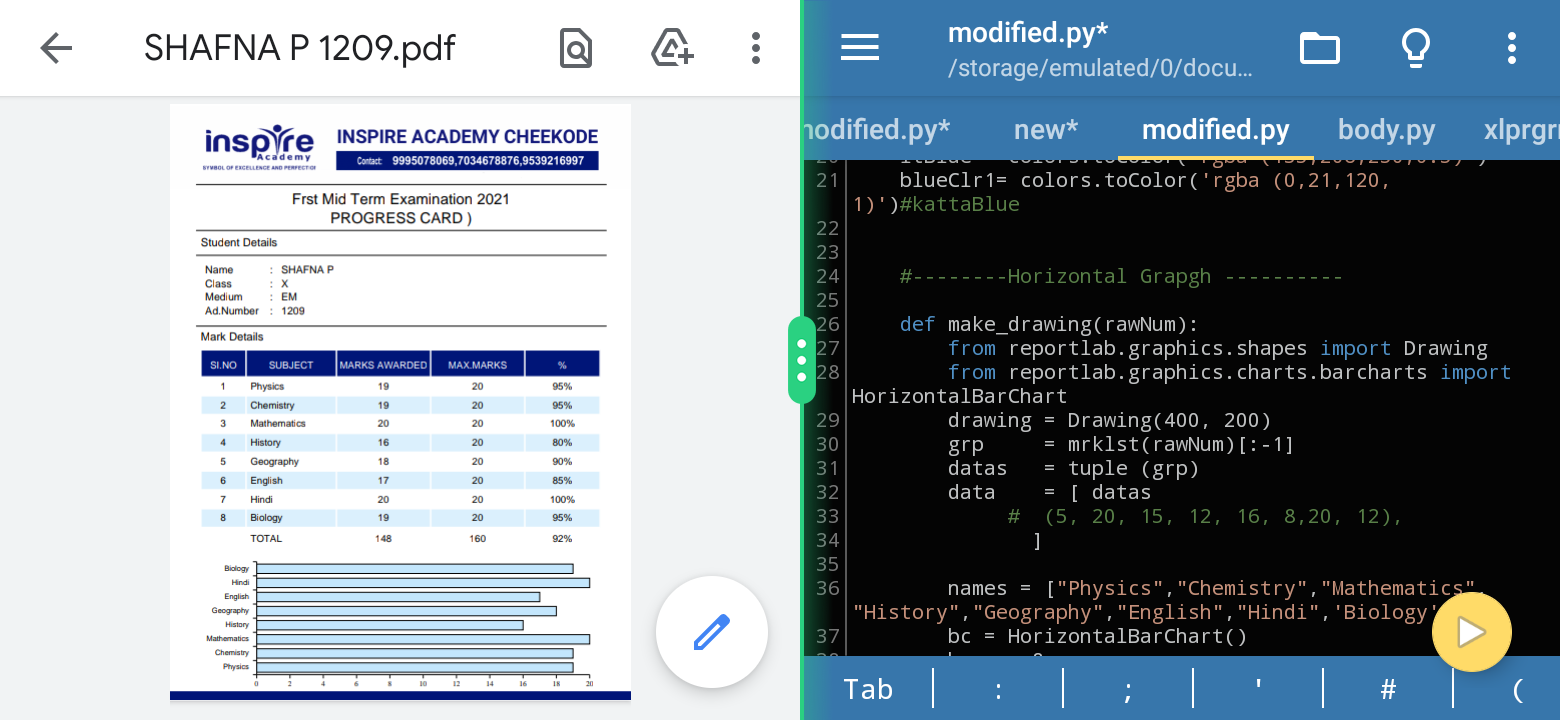 SHAFNA P 1209.pdf
inspire
Academy
SYMBOL OF EXCELLENCE AND PERFECTION
INSPIRE ACADEMY CHEEKODE
Contact: 9995078069,7034678876,9539216997
Frst Mid Term Examination 2021
PROGRESS CARD )
Student Details
Name : SHAFNA P
Class : X
Medium : EM
Ad.Number : 1209
Mark Details
SI.NO SUBJECT MARKS AWARDED MAX.MARKS %
1 Physics 19 20 95%
2 Chemistry 19 20 95%
3 Mathematics 20 20 100%
4 History 16 20 80%
5 Geography 18 20 90%
6 English 17 20 85%
7 Hindi 20 20 100%
8 Biology 19 20 95%
TOTAL 148 160 92%
Biology
Hindi
English
Geography
History
Mathematics
Chemistry
Physics
0 2 4 6 8 10 12 14 16 18 20
modified.py*
/storage/emulated/0/docu...
modified.py* new* modified.py body.py xlprgr
21 blueClr1= colors.toColor('rgba (0,21,120,
1)')#kattaBlue
22
23
24 #--------Horizontal Grapgh ----------
25
26 def make_drawing(rawNum):
27 from reportlab.graphics.shapes import Drawing
28 from reportlab.graphics.charts.barcharts import
HorizontalBarChart
29 drawing = Drawing(400, 200)
30 grp = mrklst(rawNum)[:-1]
31 datas = tuple (grp)
32 data = [ datas
33 # (5, 20, 15, 12, 16, 8,20, 12),
34 ]
35
36 names = ["Physics","Chemistry","Mathematics",
"History","Geography","English","Hindi",'Biology'
37 bc = HorizontalBarChart()
Tab : ; ' # (